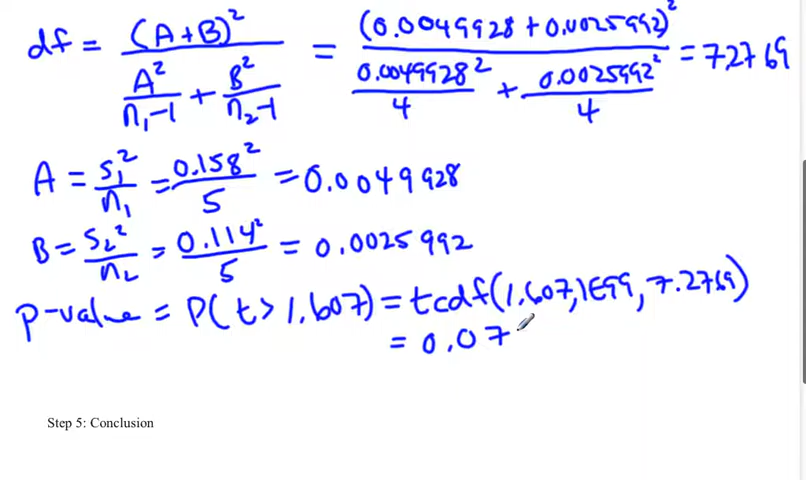 df = (A+B)² / (A²/(n₁-1) + B²/(n₂-1)) = (0.0049928 + 0.0025992)² / (0.0049928²/4 + 0.0025992²/4) = 7.2769
A = s₁²/n₁ = 0.158²/5 = 0.0049928
B = s₂²/n₂ = 0.114²/5 = 0.0025992
p-value = P(t > 1.607) = tcdf(1.607, 1E99, 7.2769)
= 0.07
Step 5: Conclusion